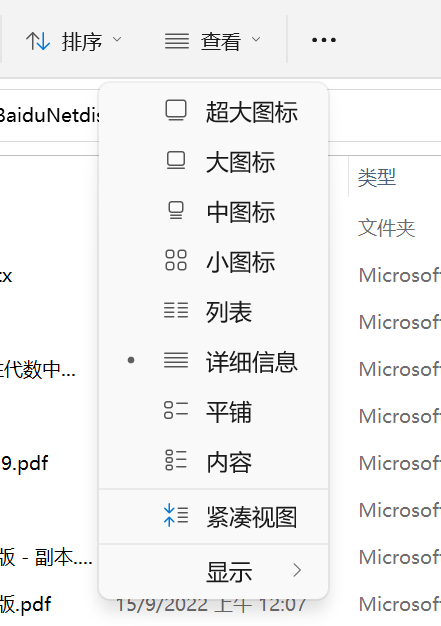 排序 查看
BaiduNetdis
超大图标
大图标
类型
中图标
文件夹
小图标
x Microsoft
列表
Microsoft
详细信息
代数中... Microsoft
平铺
Microsoft
9.pdf 内容 Microsoft
紧凑视图
Microsoft
版 - 副本.... Microsoft
显示
版.pdf 15/9/2022 上午 12:07 Microsoft